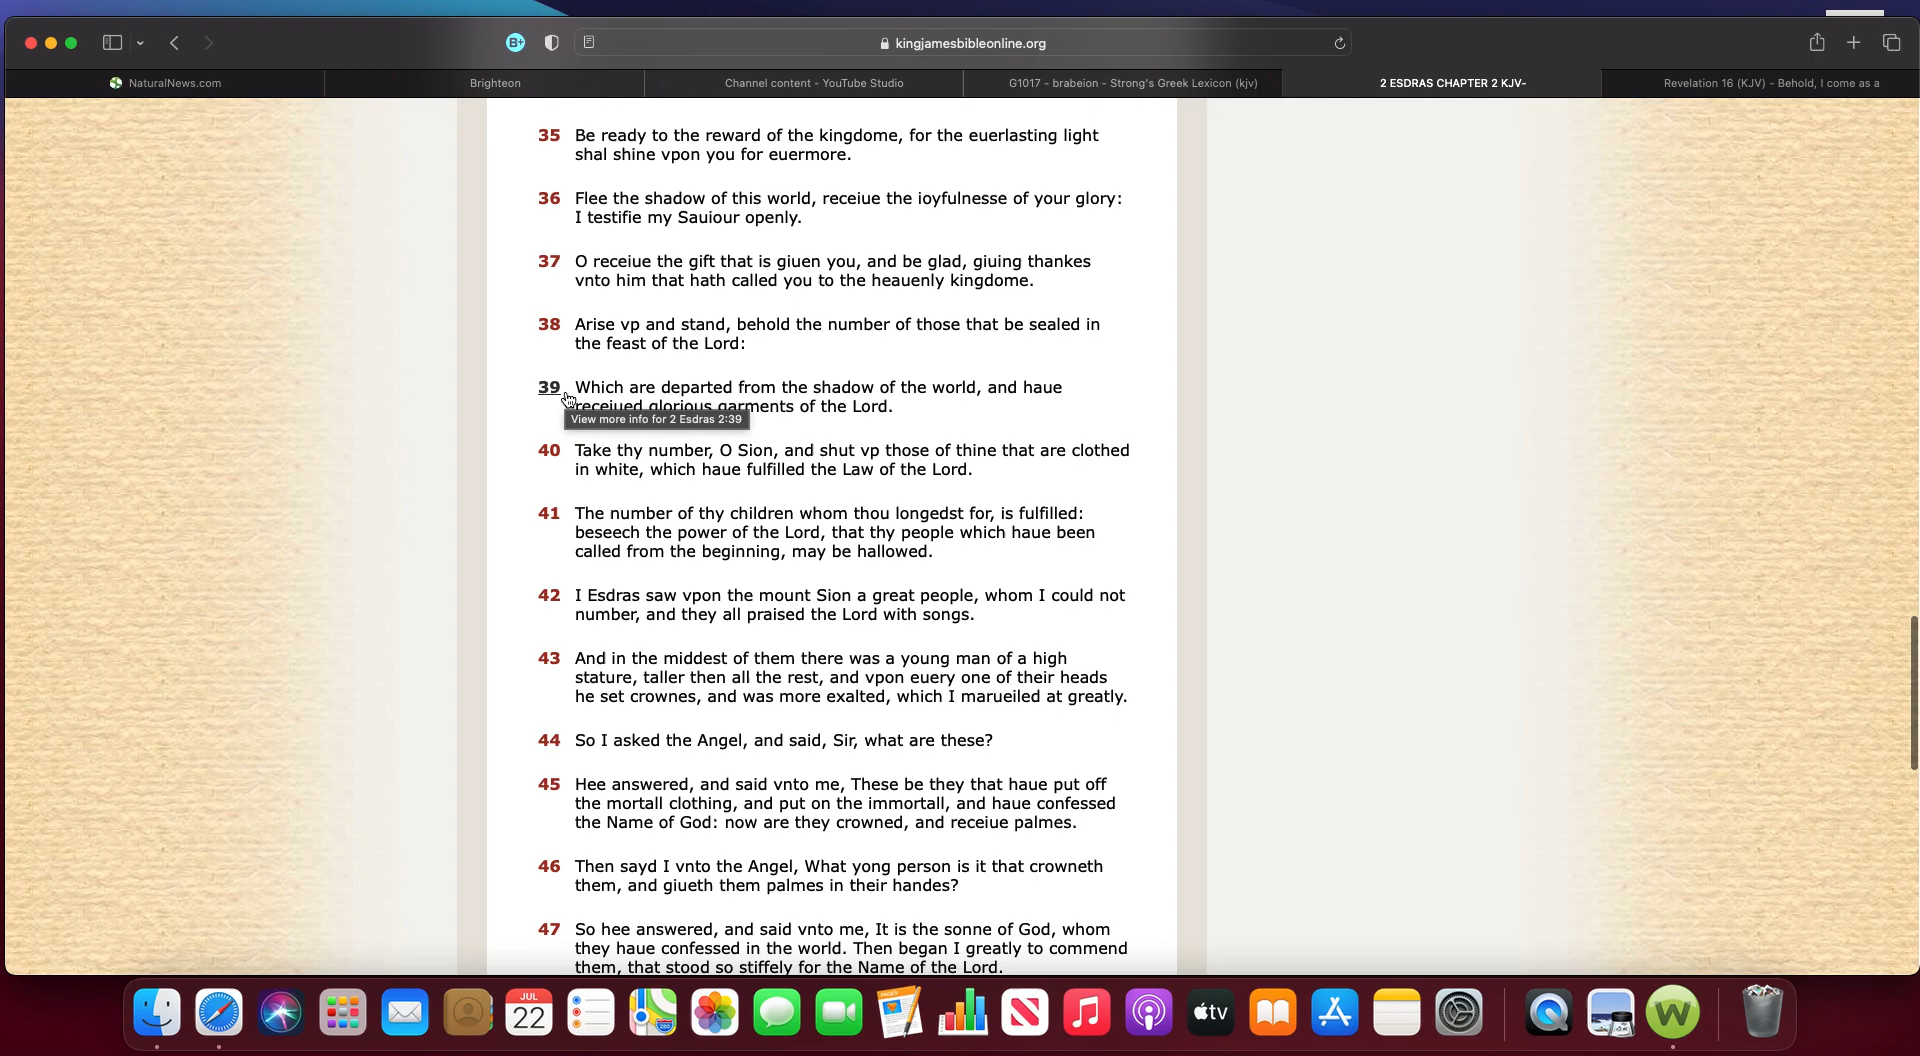 B+
kingjamesbibleonline.org
NaturalNews.com
Brighteon
Channel content - YouTube Studio
G1017 - brabeion - Strong's Greek Lexicon (kjv)
2 ESDRAS CHAPTER 2 KJV-
Revelation 16 (KJV) - Behold, I come as a
35 Be ready to the reward of the kingdome, for the euerlasting light
shal shine vpon you for euermore.
36 Flee the shadow of this world, receiue the ioyfulnesse of your glory:
I testifie my Sauiour openly.
37 O receiue the gift that is giuen you, and be glad, giuing thankes
vnto him that hath called you to the heauenly kingdome.
38 Arise vp and stand, behold the number of those that be sealed in
the feast of the Lord:
39 Which are departed from the shadow of the world, and haue
receiued glorious garments of the Lord.
View more info for 2 Esdras 2:39
40 Take thy number, O Sion, and shut vp those of thine that are clothed
in white, which haue fulfilled the Law of the Lord.
41 The number of thy children whom thou longedst for, is fulfilled:
beseech the power of the Lord, that thy people which haue been
called from the beginning, may be hallowed.
42 I Esdras saw vpon the mount Sion a great people, whom I could not
number, and they all praised the Lord with songs.
43 And in the middest of them there was a young man of a high
stature, taller then all the rest, and vpon euery one of their heads
he set crownes, and was more exalted, which I marueiled at greatly.
44 So I asked the Angel, and said, Sir, what are these?
45 Hee answered, and said vnto me, These be they that haue put off
the mortall clothing, and put on the immortall, and haue confessed
the Name of God: now are they crowned, and receiue palmes.
46 Then sayd I vnto the Angel, What yong person is it that crowneth
them, and giueth them palmes in their handes?
47 So hee answered, and said vnto me, It is the sonne of God, whom
they haue confessed in the world. Then began I greatly to commend
them, that stood so stiffely for the Name of the Lord.
JUL
22
280
PAGES
tv
W